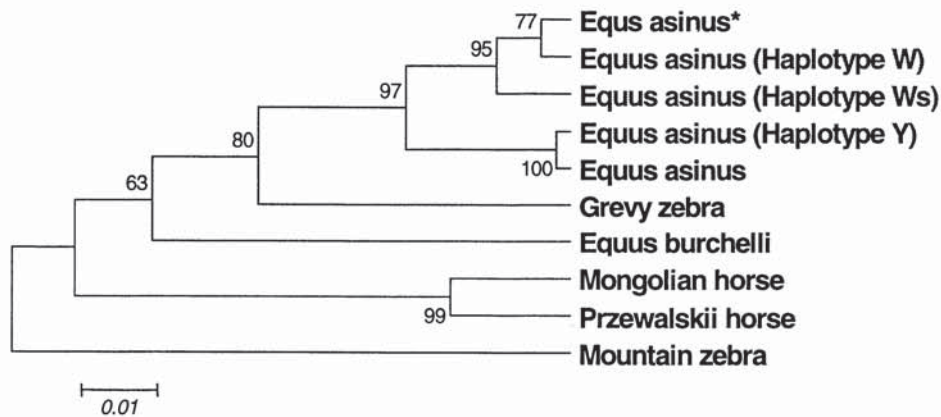 77
Equs asinus*
95
Equus asinus (Haplotype W)
97
Equus asinus (Haplotype Ws)
80
Equus asinus (Haplotype Y)
100
Equus asinus
63
Grevy zebra
Equus burchelli
Mongolian horse
99
Przewalskii horse
Mountain zebra
0.01